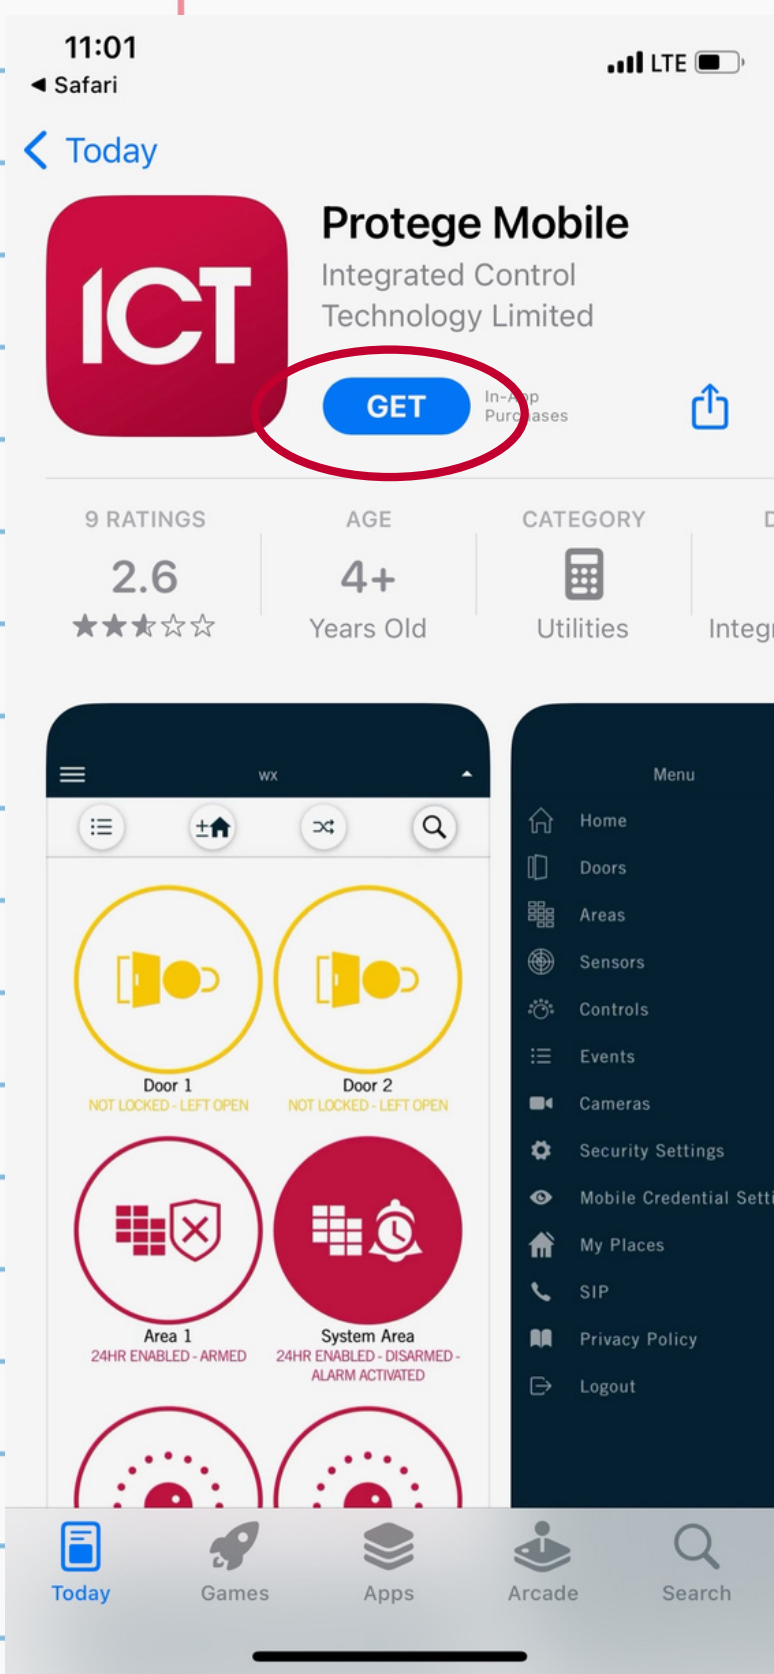 11:01
LTE
◀ Safari
Today
ICT
Protege Mobile
Integrated Control
Technology Limited
GET
In-App
Purchases
9 RATINGS
AGE
CATEGORY
2.6
4+
Years Old
Utilities
wx
Door 1
NOT LOCKED - LEFT OPEN
Door 2
NOT LOCKED - LEFT OPEN
Area 1
24HR ENABLED - ARMED
System Area
24HR ENABLED - DISARMED -
ALARM ACTIVATED
Menu
Home
Doors
Areas
Sensors
Controls
Events
Cameras
Security Settings
Mobile Credential Setti
My Places
SIP
Privacy Policy
Logout
Today
Games
Apps
Arcade
Search